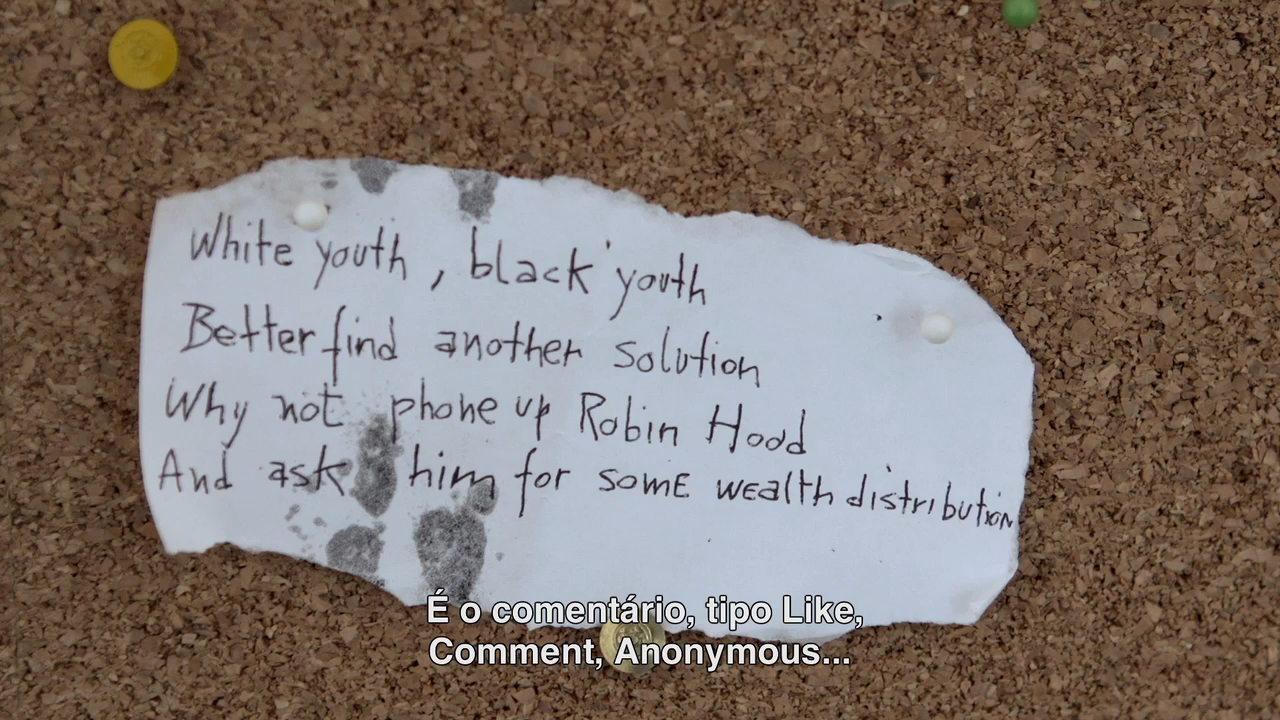 White youth, black youth
Better find another solution
Why not phone up Robin Hood
And ask him for some wealth distribution
É o comentário, tipo Like,
Comment, Anonymous...